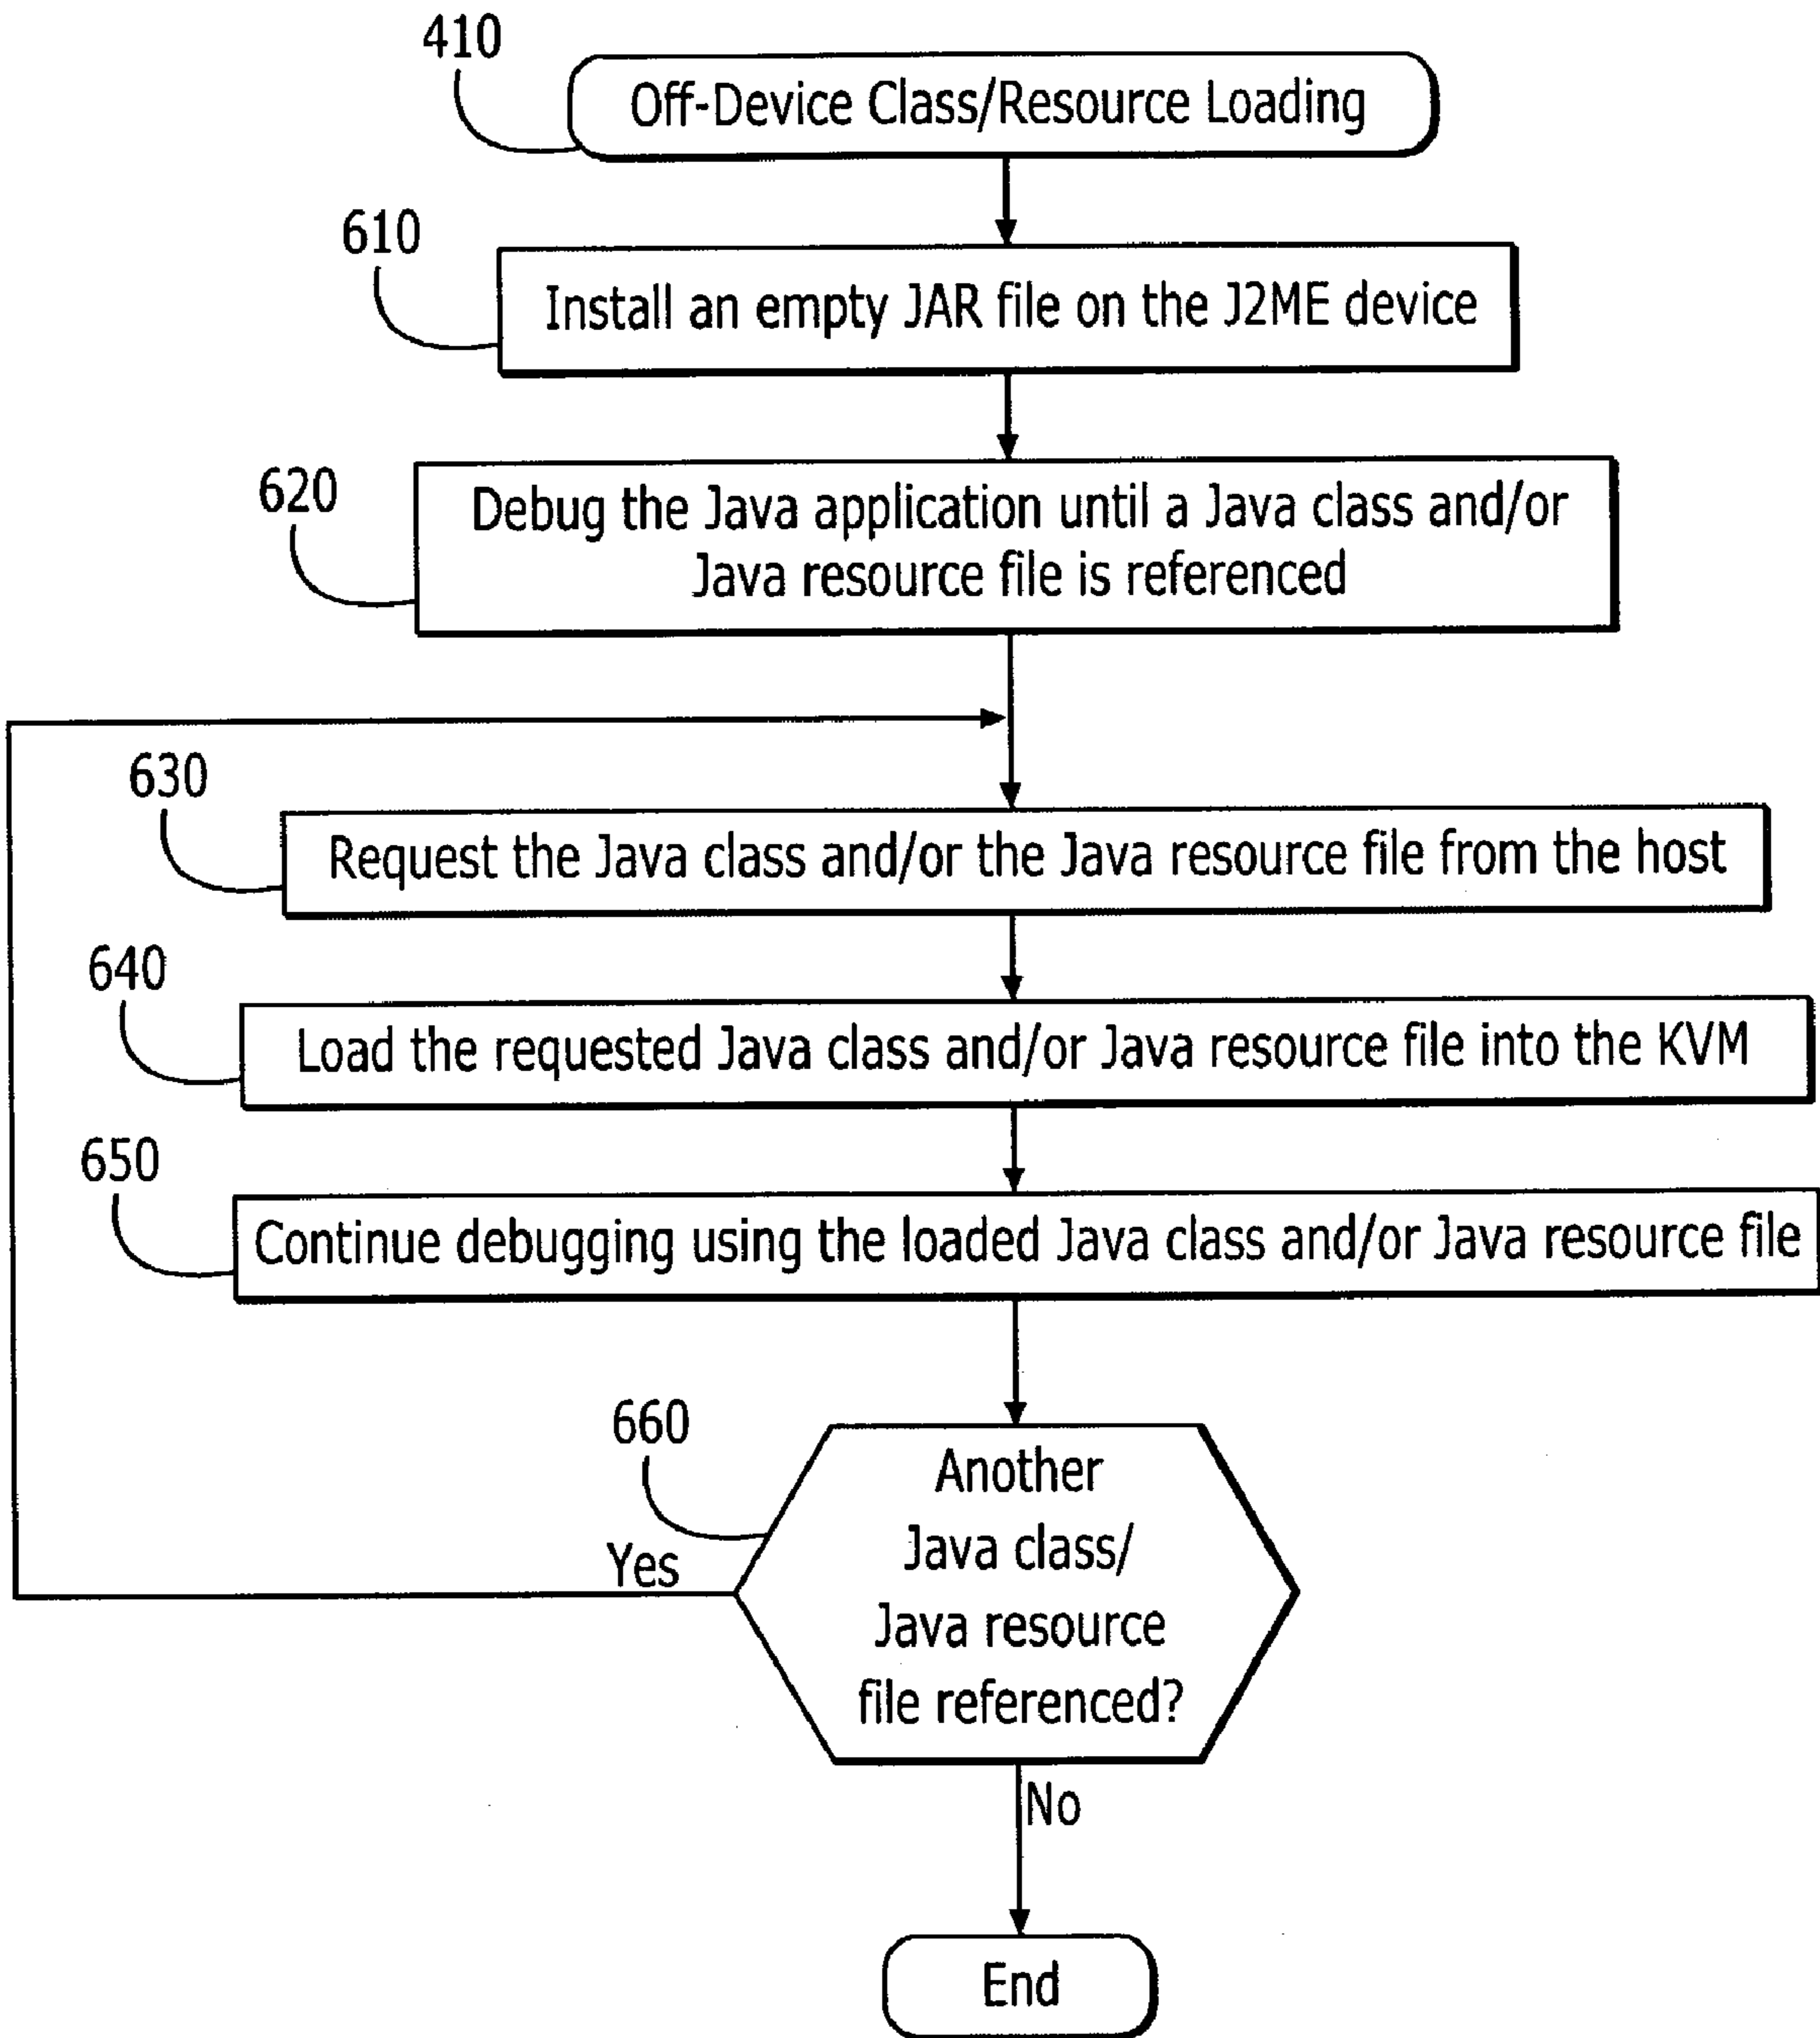 410
Off-Device Class/Resource Loading
610
Install an empty JAR file on the J2ME device
620
Debug the Java application until a Java class and/or
Java resource file is referenced
630
Request the Java class and/or the Java resource file from the host
640
Load the requested Java class and/or Java resource file into the KVM
650
Continue debugging using the loaded Java class and/or Java resource file
660
Another
Java class/
Java resource
file referenced?
Yes
No
End